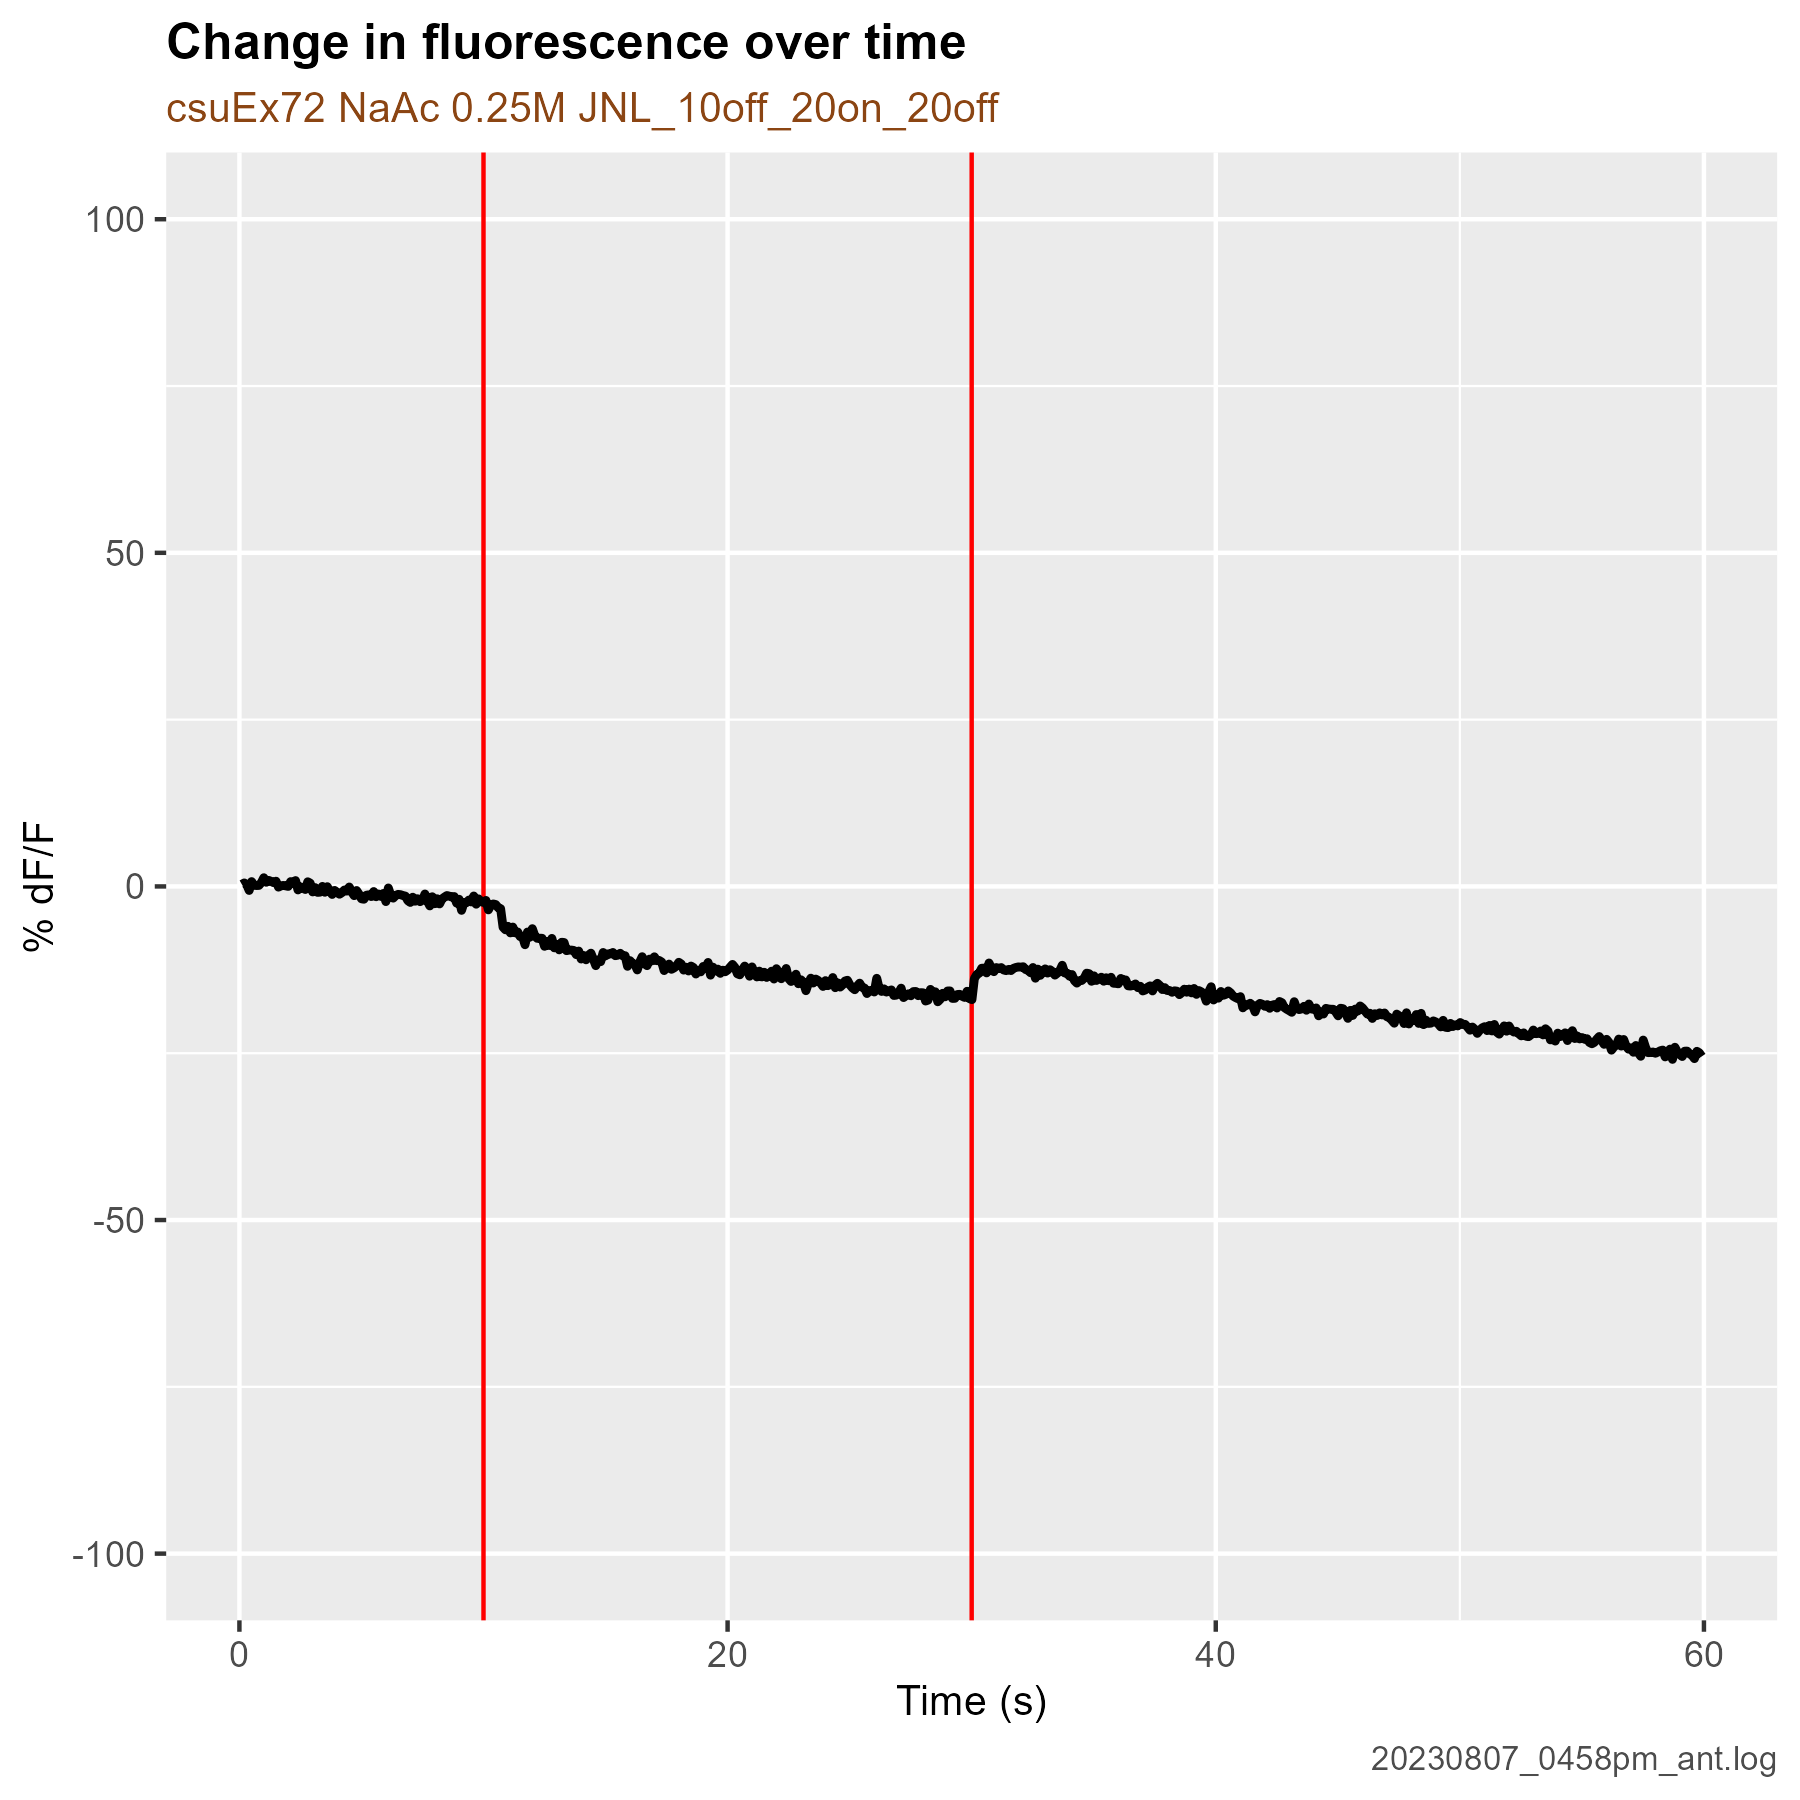 Change in fluorescence over time
csuEx72 NaAc 0.25M JNL_10off_20on_20off
100
50
0
-50
-100
% dF/F
0 20 40 60
Time (s)
20230807_0458pm_ant.log